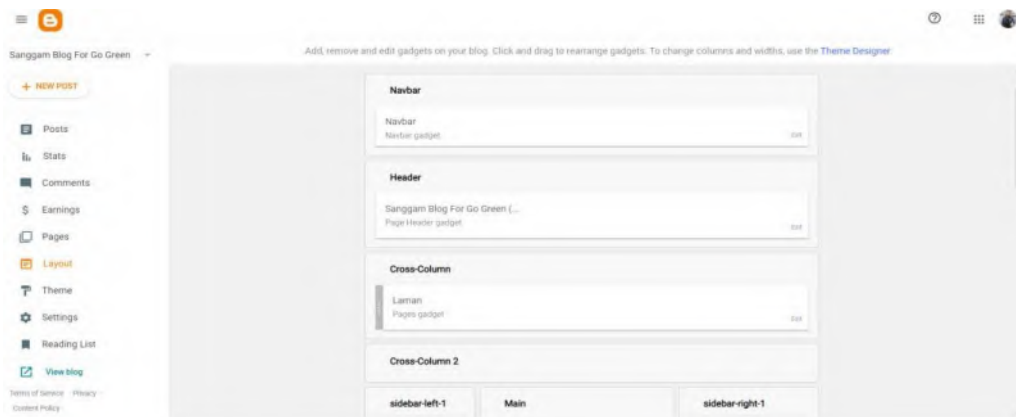 Sanggam Blog For Go Green
+ NEW POST
Posts
Stats
Comments
Earnings
Pages
Layout
Theme
Settings
Reading List
View blog
Terms of Service · Privacy ·
Content Policy
Add, remove and edit gadgets on your blog. Click and drag to rearrange gadgets. To change columns and widths, use the Theme Designer
Navbar
Navbar
Navbar gadget
Edit
Header
Sanggam Blog For Go Green (...
Page Header gadget
Edit
Cross-Column
Laman
Pages gadget
Edit
Cross-Column 2
sidebar-left-1
Main
sidebar-right-1